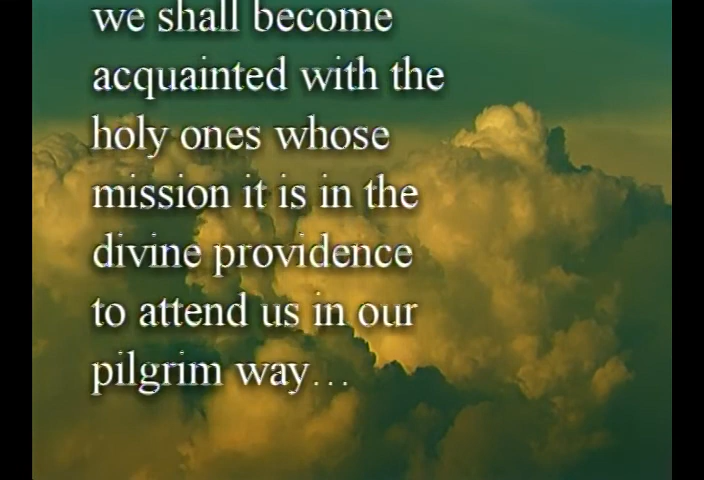 we shall become
acquainted with the
holy ones whose
mission it is in the
divine providence
to attend us in our
pilgrim way...